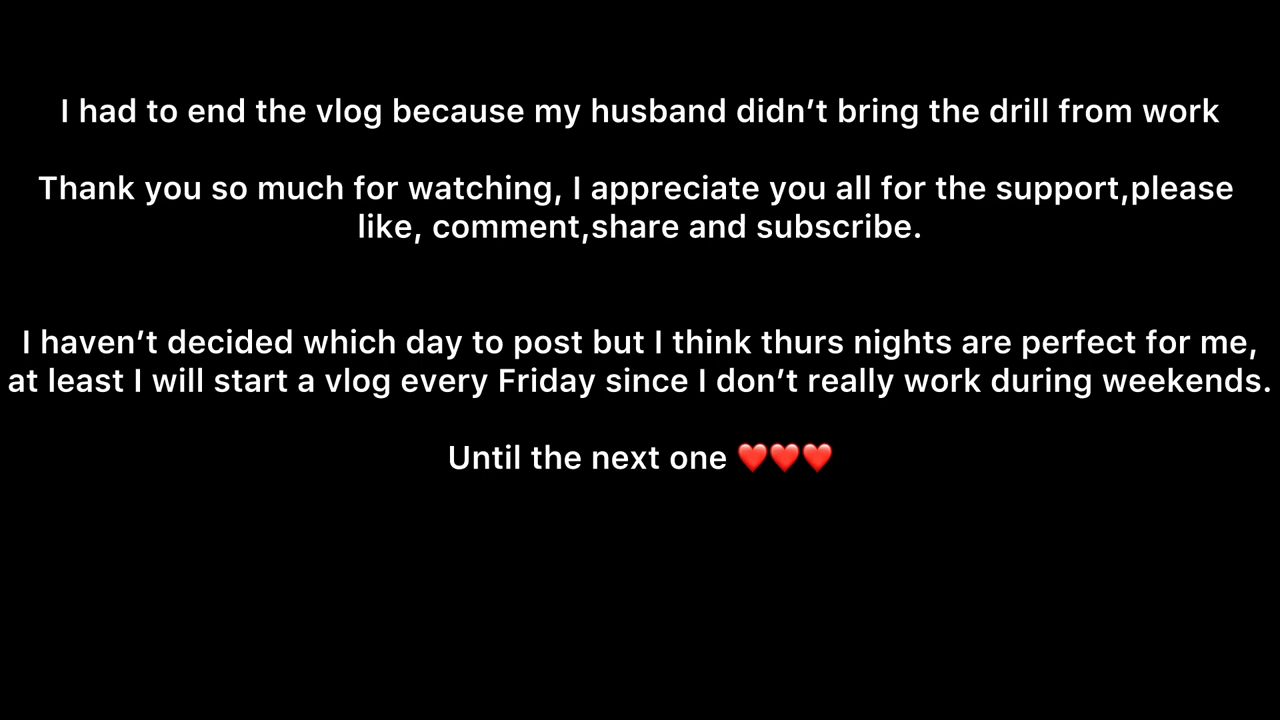 I had to end the vlog because my husband didn’t bring the drill from work
Thank you so much for watching, I appreciate you all for the support,please
like, comment,share and subscribe.
I haven’t decided which day to post but I think thurs nights are perfect for me,
at least I will start a vlog every Friday since I don’t really work during weekends.
Until the next one ❤️❤️❤️